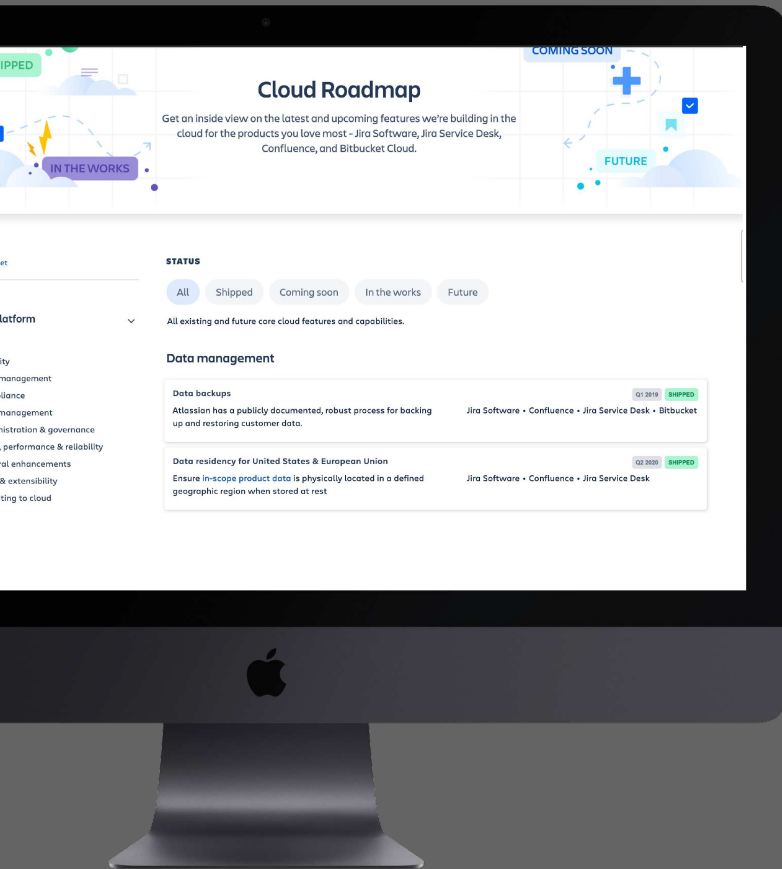 IPPED
COMING SOON
Cloud Roadmap
Get an inside view on the latest and upcoming features we're building in the
cloud for the products you love most - Jira Software, Jira Service Desk,
Confluence, and Bitbucket Cloud.
IN THE WORKS
FUTURE
et
STATUS
All Shipped Coming soon In the works Future
latform
All existing and future core cloud features and capabilities.
Data management
ity
management
liance
management
nistration & governance
, performance & reliability
ral enhancements
& extensibility
ting to cloud
Data backups
Q1 2019 SHIPPED
Atlassian has a publicly documented, robust process for backing
up and restoring customer data.
Jira Software • Confluence • Jira Service Desk • Bitbucket
Data residency for United States & European Union
Q2 2020 SHIPPED
Ensure in-scope product data is physically located in a defined
geographic region when stored at rest
Jira Software • Confluence • Jira Service Desk